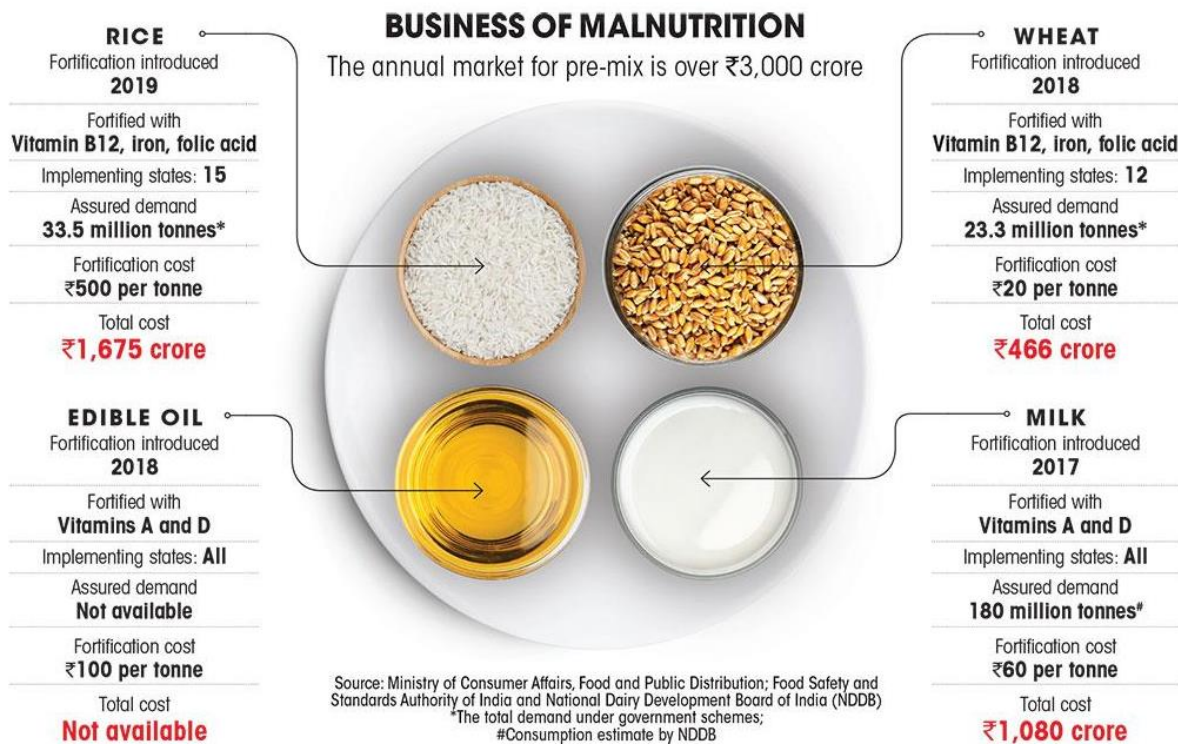 BUSINESS OF MALNUTRITION
The annual market for pre-mix is over ₹3,000 crore
RICE
Fortification introduced
2019
Fortified with
Vitamin B12, iron, folic acid
Implementing states: 15
Assured demand
33.5 million tonnes*
Fortification cost
₹500 per tonne
Total cost
₹1,675 crore
WHEAT
Fortification introduced
2018
Fortified with
Vitamin B12, iron, folic acid
Implementing states: 12
Assured demand
23.3 million tonnes*
Fortification cost
₹20 per tonne
Total cost
₹466 crore
EDIBLE OIL
Fortification introduced
2018
Fortified with
Vitamins A and D
Implementing states: All
Assured demand
Not available
Fortification cost
₹100 per tonne
Total cost
Not available
MILK
Fortification introduced
2017
Fortified with
Vitamins A and D
Implementing states: All
Assured demand
180 million tonnes#
Fortification cost
₹60 per tonne
Total cost
₹1,080 crore
Source: Ministry of Consumer Affairs, Food and Public Distribution; Food Safety and
Standards Authority of India and National Dairy Development Board of India (NDDB)
*The total demand under government schemes;
#Consumption estimate by NDDB